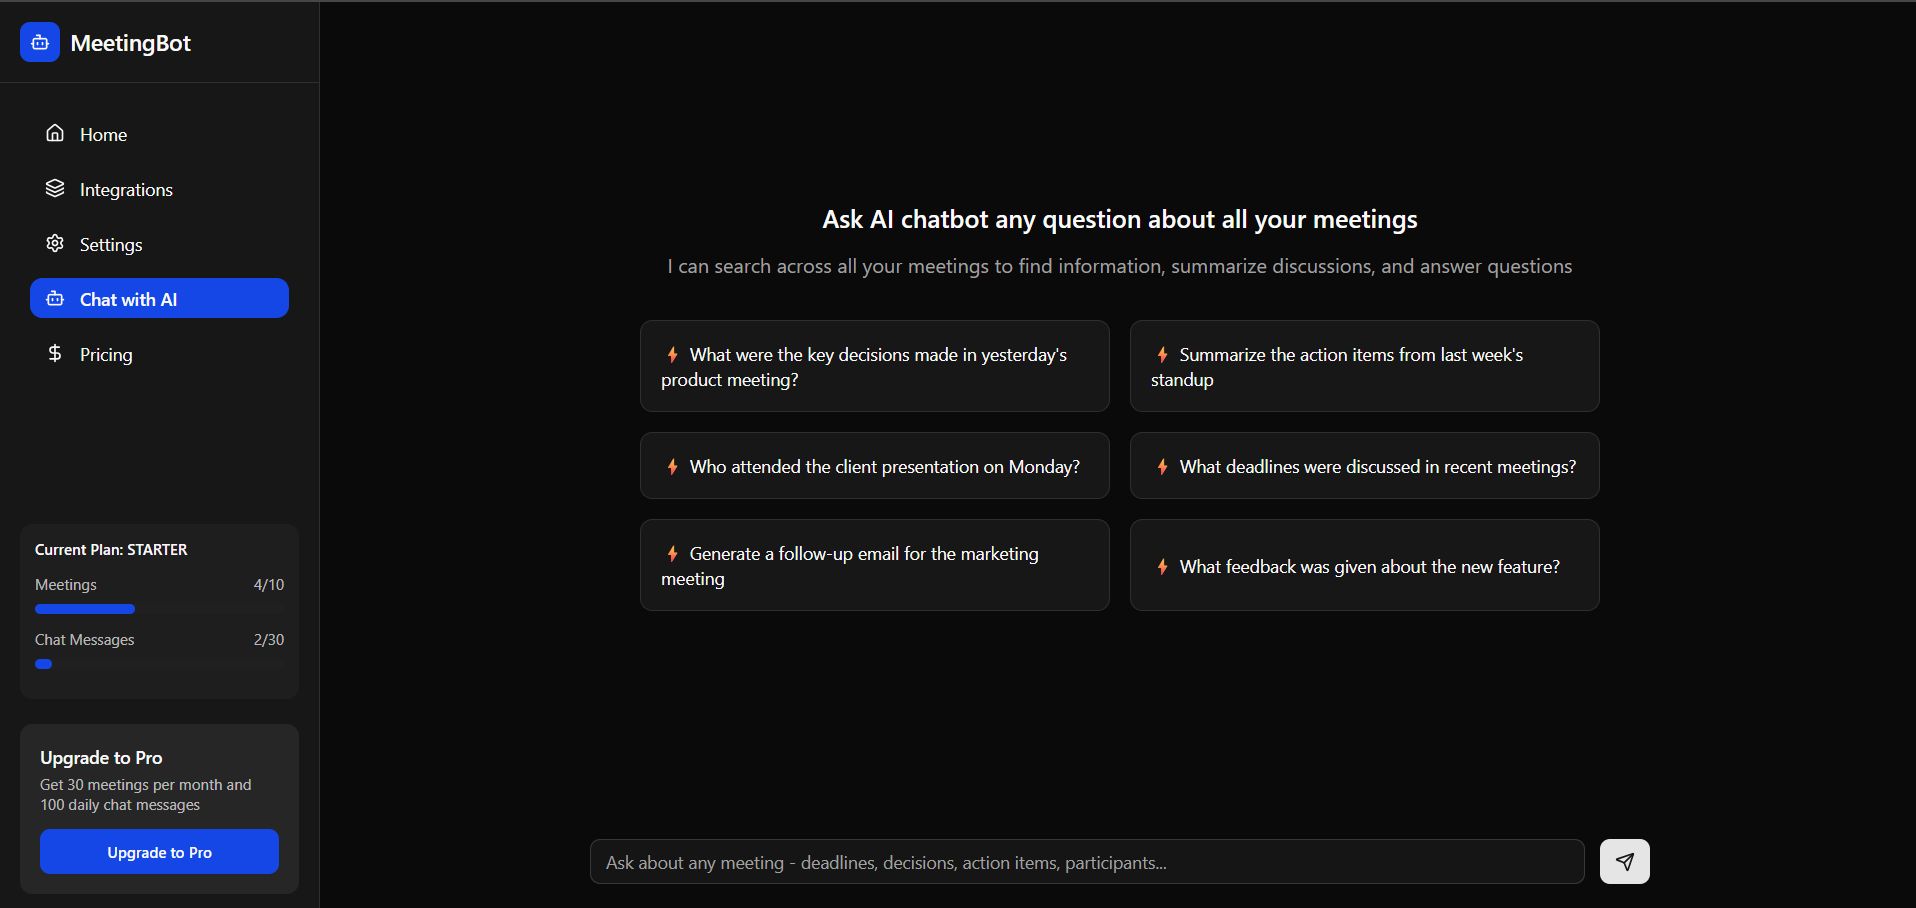 MeetingBot
Home
Integrations
Settings
Chat with AI
Pricing
Current Plan: STARTER
Meetings 4/10
Chat Messages 2/30
Upgrade to Pro
Get 30 meetings per month and
100 daily chat messages
Upgrade to Pro
Ask AI chatbot any question about all your meetings
I can search across all your meetings to find information, summarize discussions, and answer questions
What were the key decisions made in yesterday's
product meeting?
Summarize the action items from last week's
standup
Who attended the client presentation on Monday?
What deadlines were discussed in recent meetings?
Generate a follow-up email for the marketing
meeting
What feedback was given about the new feature?
Ask about any meeting - deadlines, decisions, action items, participants...